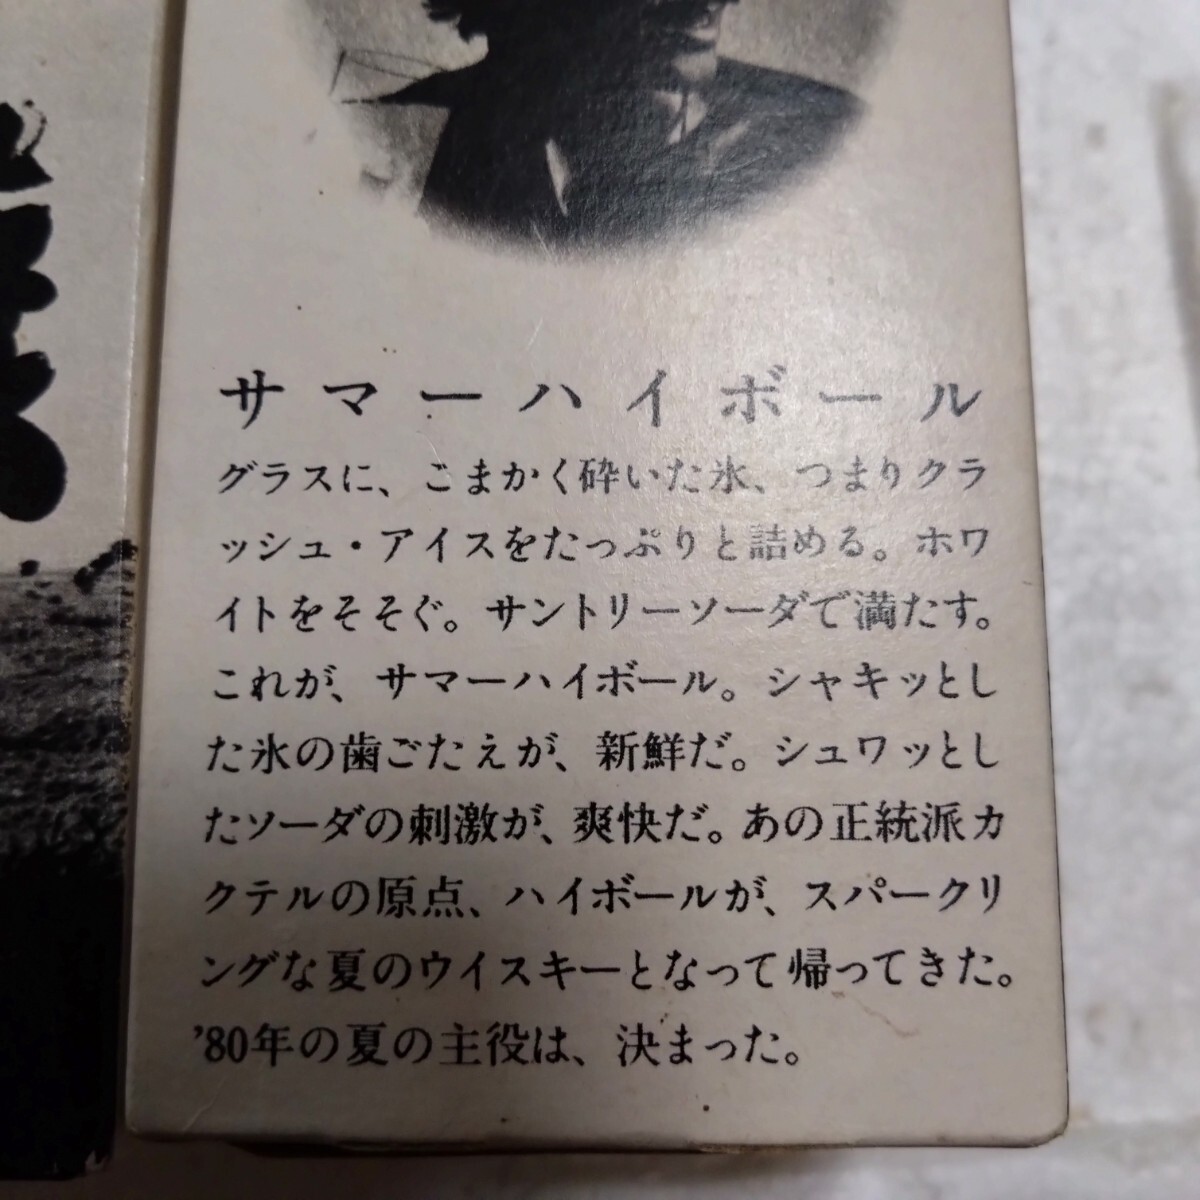 サマーハイボール
グラスに、こまかく砕いた氷、つまりクラ
ッシュ・アイスをたっぷりと詰める。ホワ
イトをそそぐ。サントリーソーダで満たす。
これが、サマーハイボール。シャキッとし
た氷の歯ごたえが、新鮮だ。シュワッとし
たソーダの刺激が、爽快だ。あの正統派カ
クテルの原点、ハイボールが、スパークリ
ングな夏のウイスキーとなって帰ってきた。
'80年の夏の主役は、決まった。